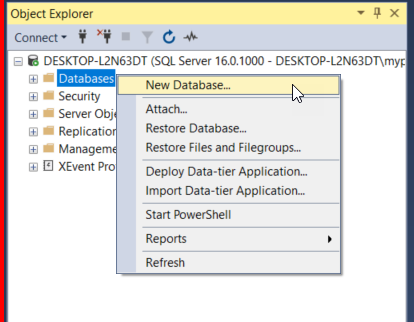 Object Explorer
Connect
DESKTOP-L2N63DT (SQL Server 16.0.1000 - DESKTOP-L2N63DT\myp
Databases
New Database...
Security
Attach...
Server Obje
Restore Database...
Replication
Restore Files and Filegroups...
Manageme
XEvent Pro
Deploy Data-tier Application...
Import Data-tier Application...
Start PowerShell
Reports
Refresh